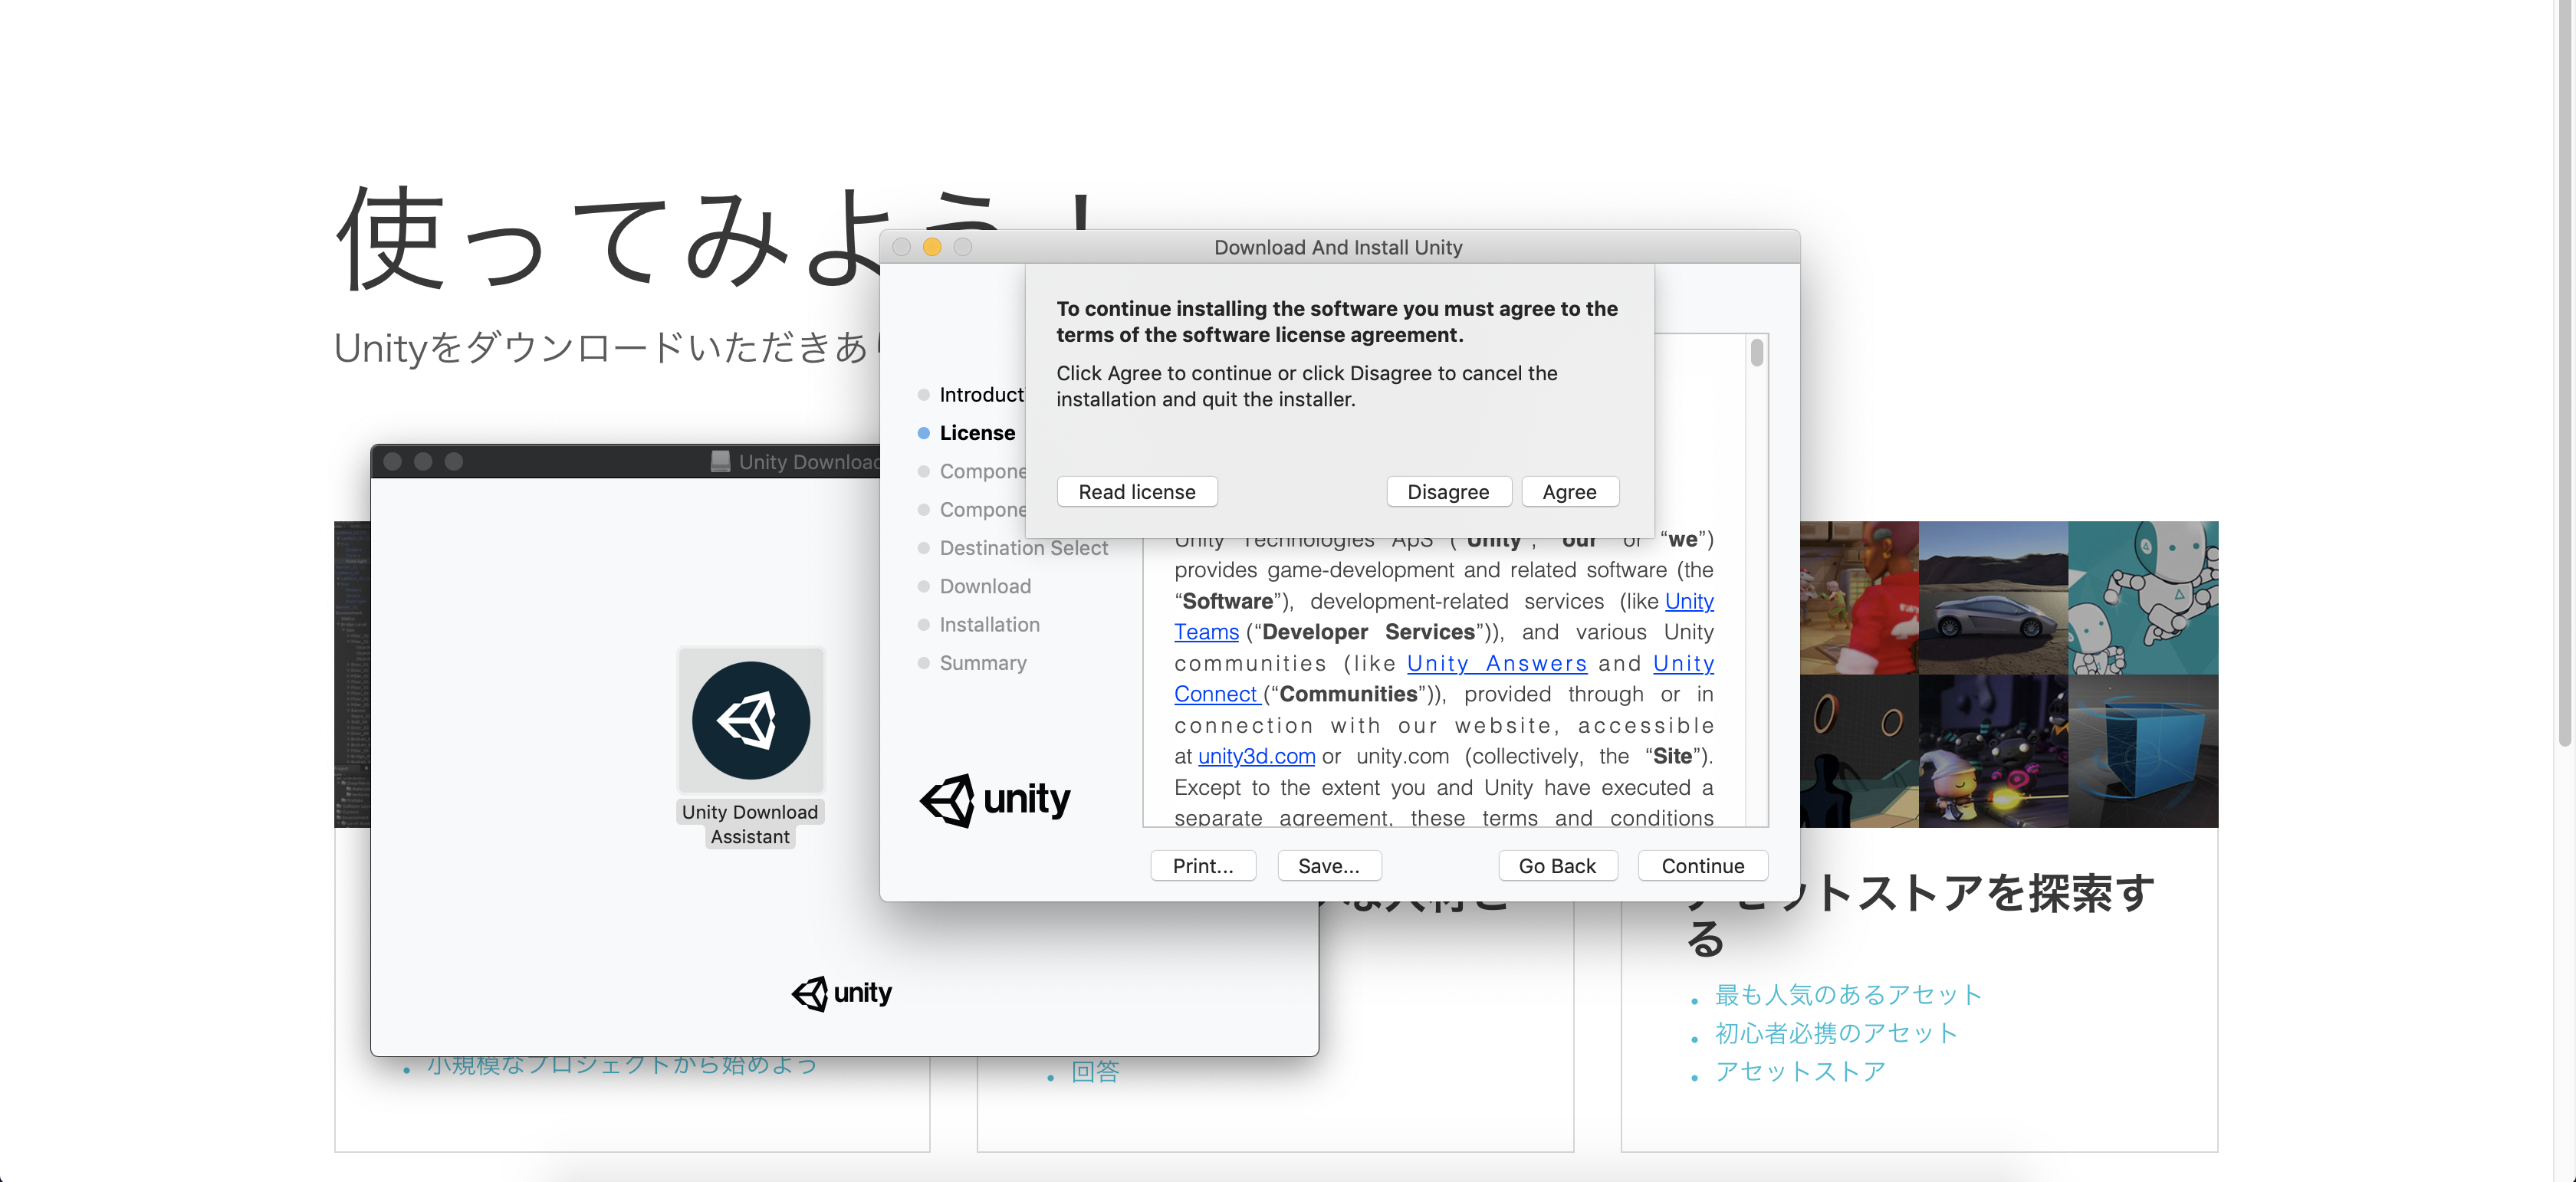 使ってみよう！
Unityをダウンロードいただきあ
Download And Install Unity
To continue installing the software you must agree to the
terms of the software license agreement.
Click Agree to continue or click Disagree to cancel the
installation and quit the installer.
Read license
Disagree
Agree
Introduct
License
Compone
Compone
Destination Select
Download
Installation
Summary
Unity Technologies ApS (“Unity”, “our” or “we”)
provides game-development and related software (the
“Software”), development-related services (like Unity
Teams (“Developer Services”)), and various Unity
communities (like Unity Answers and Unity
Connect (“Communities”)), provided through or in
connection with our website, accessible
at unity3d.com or unity.com (collectively, the “Site”).
Except to the extent you and Unity have executed a
separate agreement, these terms and conditions
unity
Print...
Save...
Go Back
Continue
Unity Download
Unity Download
Assistant
unity
小規模なプロジェクトから始めよう
回答
アセットストアを探索す
る
最も人気のあるアセット
初心者必携のアセット
アセットストア